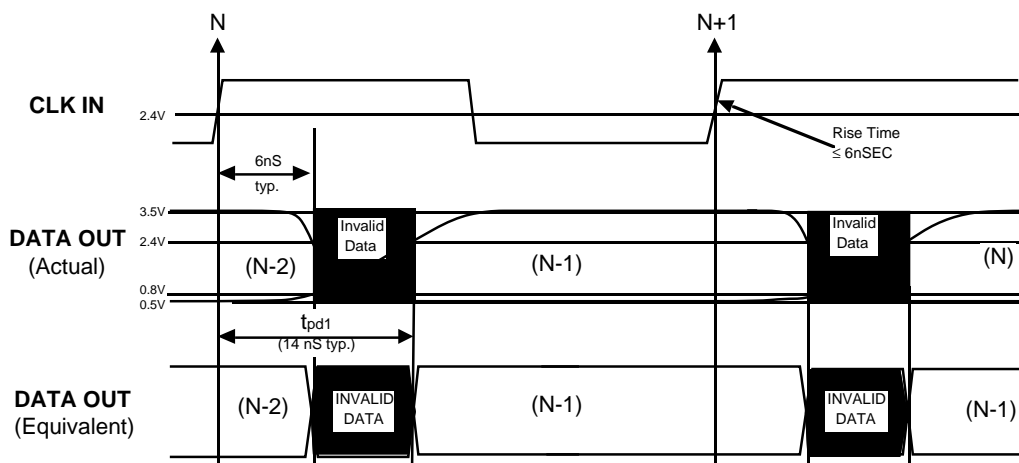 N
N+1
CLK IN
2.4V
Rise Time
≤ 6nSEC
6nS
typ.
3.5V
Invalid
Data
Invalid
Data
DATA OUT
(Actual)
2.4V
(N-2)
(N-1)
(N)
0.8V
0.5V
tpd1
(14 nS typ.)
DATA OUT
(Equivalent)
(N-2)
INVALID
DATA
(N-1)
INVALID
DATA
(N-1)